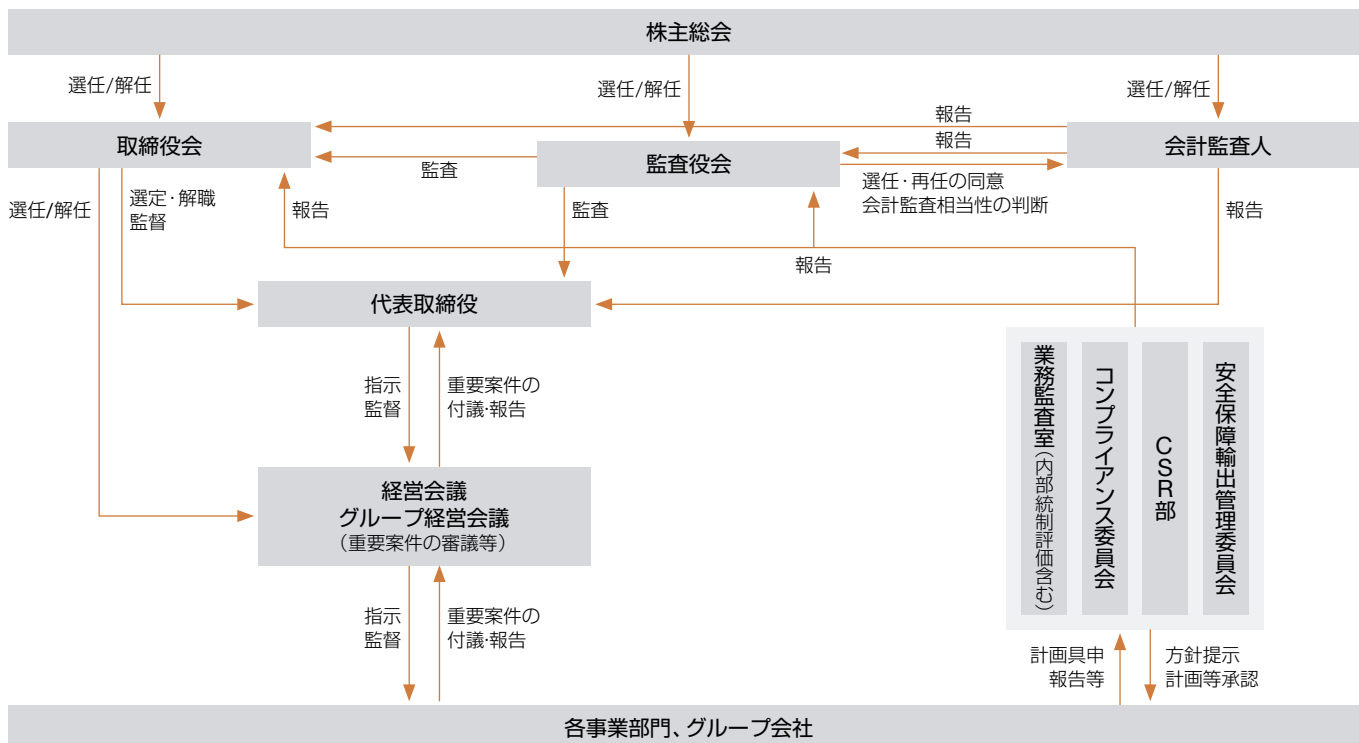 株主総会
選任/解任
選任/解任
選任/解任
取締役会
監査役会
会計監査人
報告
報告
監査
選任・再任の同意
会計監査相当性の判断
選任/解任
選定・解職
監督
報告
監査
報告
報告
代表取締役
指示
監督
重要案件の
付議・報告
経営会議
グループ経営会議
（重要案件の審議等）
指示
監督
重要案件の
付議・報告
業務監査室（内部統制評価含む）
コンプライアンス委員会
CSR部
安全保障輸出管理委員会
計画具申
報告等
方針提示
計画等承認
各事業部門、グループ会社